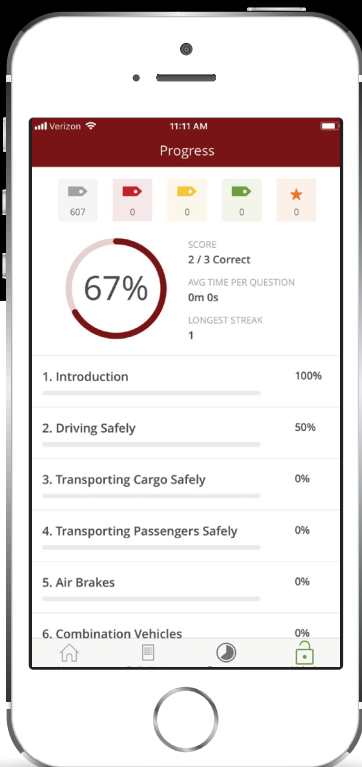 Verizon 11:11 AM
Progress
607 0 0 0 0
67%
SCORE
2 / 3 Correct
AVG TIME PER QUESTION
0m 0s
LONGEST STREAK
1
1. Introduction 100%
2. Driving Safely 50%
3. Transporting Cargo Safely 0%
4. Transporting Passengers Safely 0%
5. Air Brakes 0%
6. Combination Vehicles 0%